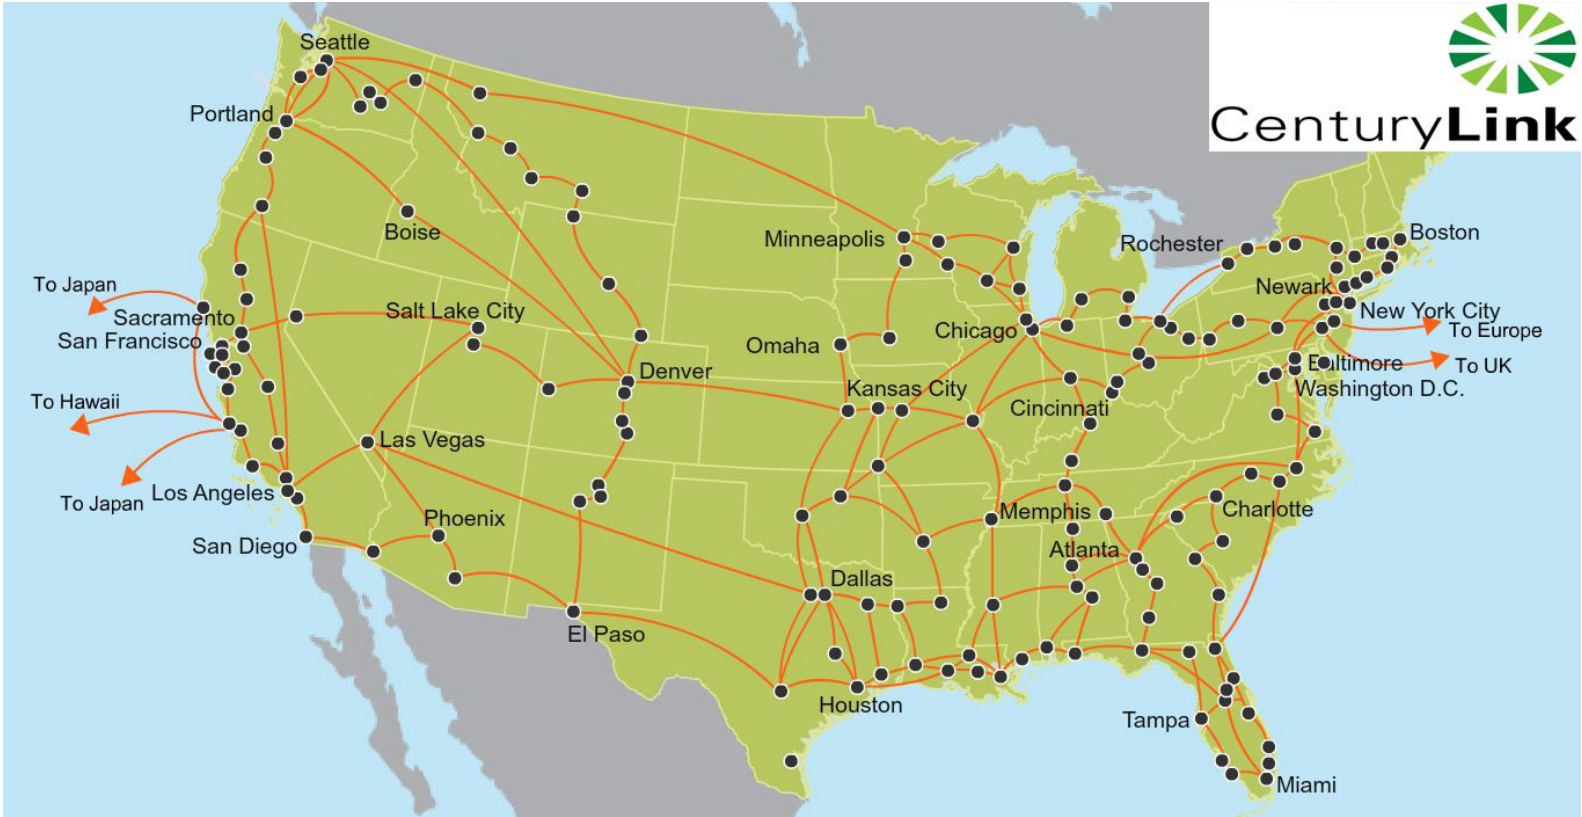 CenturyLink
Seattle
Portland
Boise
Minneapolis
Rochester
Boston
To Japan
Salt Lake City
Newark
Sacramento
New York City
San Francisco
Chicago
To Europe
Omaha
Denver
Baltimore
To UK
Kansas City
Washington D.C.
To Hawaii
Cincinnati
Las Vegas
To Japan
Los Angeles
Phoenix
Memphis
Charlotte
San Diego
Atlanta
Dallas
El Paso
Houston
Tampa
Miami